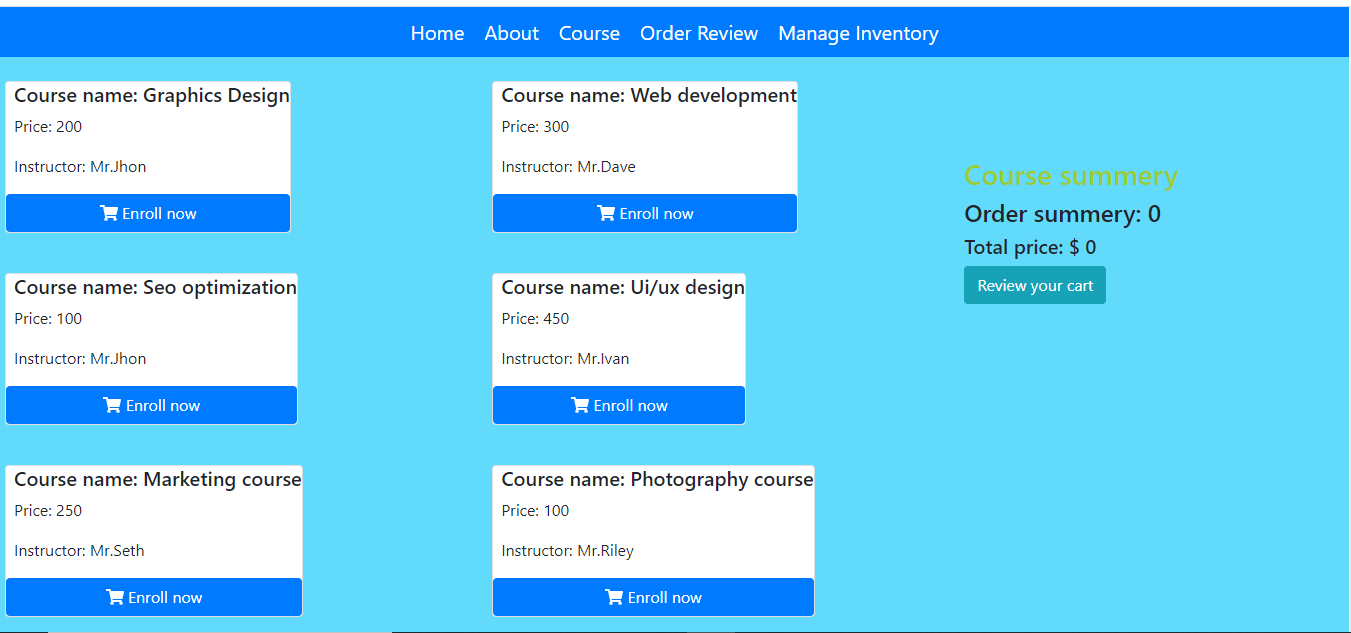 Home About Course Order Review Manage Inventory
Course name: Graphics Design
Price: 200
Instructor: Mr.Jhon
Enroll now
Course name: Web development
Price: 300
Instructor: Mr.Dave
Enroll now
Course name: Seo optimization
Price: 100
Instructor: Mr.Jhon
Enroll now
Course name: Ui/ux design
Price: 450
Instructor: Mr.Ivan
Enroll now
Course name: Marketing course
Price: 250
Instructor: Mr.Seth
Enroll now
Course name: Photography course
Price: 100
Instructor: Mr.Riley
Enroll now
Course summery
Order summery: 0
Total price: $ 0
Review your cart